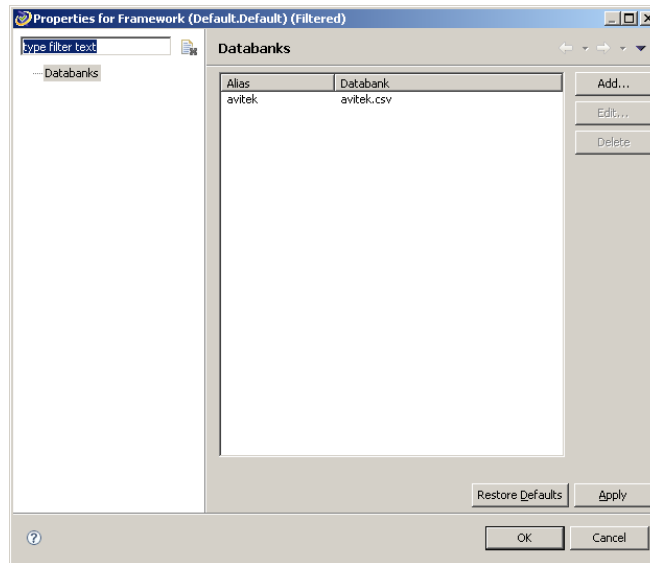 Properties for Framework (Default.Default) (Filtered)
type filter text
Databanks
Databanks
Alias Databank
avitek avitek.csv
Add...
Edit...
Delete
Restore Defaults Apply
OK Cancel